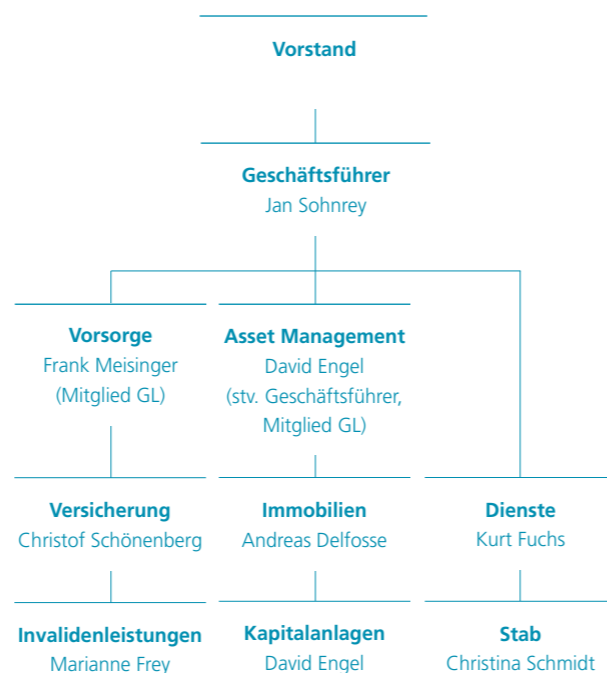 Vorstand
Geschäftsführer
Jan Sohnrey
Vorsorge
Frank Meisinger
(Mitglied GL)
Asset Management
David Engel
(stv. Geschäftsführer,
Mitglied GL)
Versicherung
Christof Schönenberg
Immobilien
Andreas Delfosse
Dienste
Kurt Fuchs
Invalidenleistungen
Marianne Frey
Kapitalanlagen
David Engel
Stab
Christina Schmidt